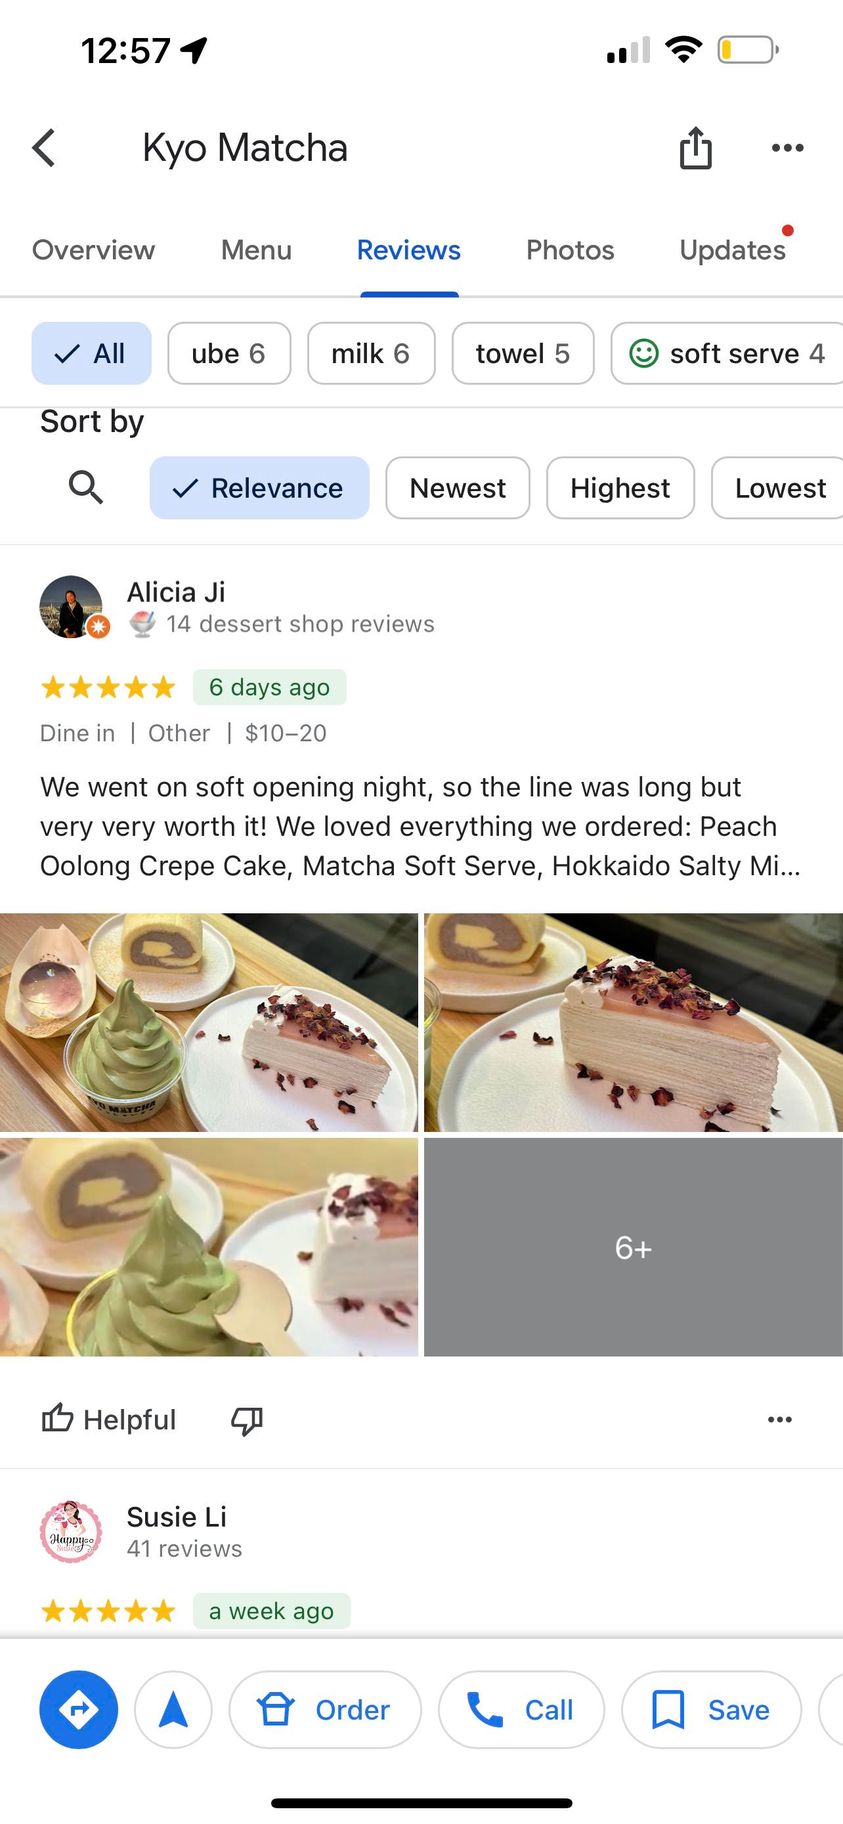 12:57
Kyo Matcha
Overview Menu Reviews Photos Updates
All ube 6 milk 6 towel 5 soft serve 4
Sort by
Relevance Newest Highest Lowest
Alicia Ji
14 dessert shop reviews
6 days ago
Dine in | Other | $10–20
We went on soft opening night, so the line was long but
very very worth it! We loved everything we ordered: Peach
Oolong Crepe Cake, Matcha Soft Serve, Hokkaido Salty Mi...
YO MATCHA
6+
Helpful
Susie Li
41 reviews
Happy
a week ago
Order Call Save